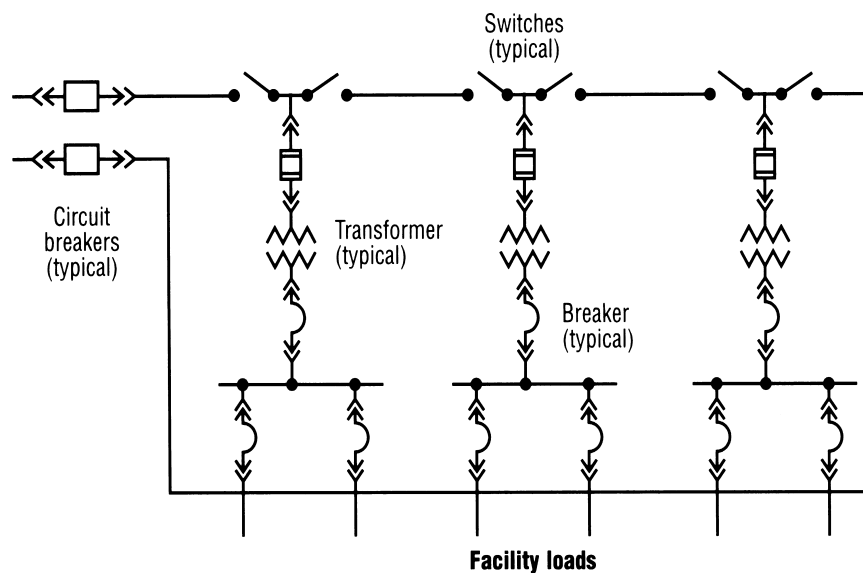 Switches
(typical)
Circuit
breakers
(typical)
Transformer
(typical)
Breaker
(typical)
Facility loads